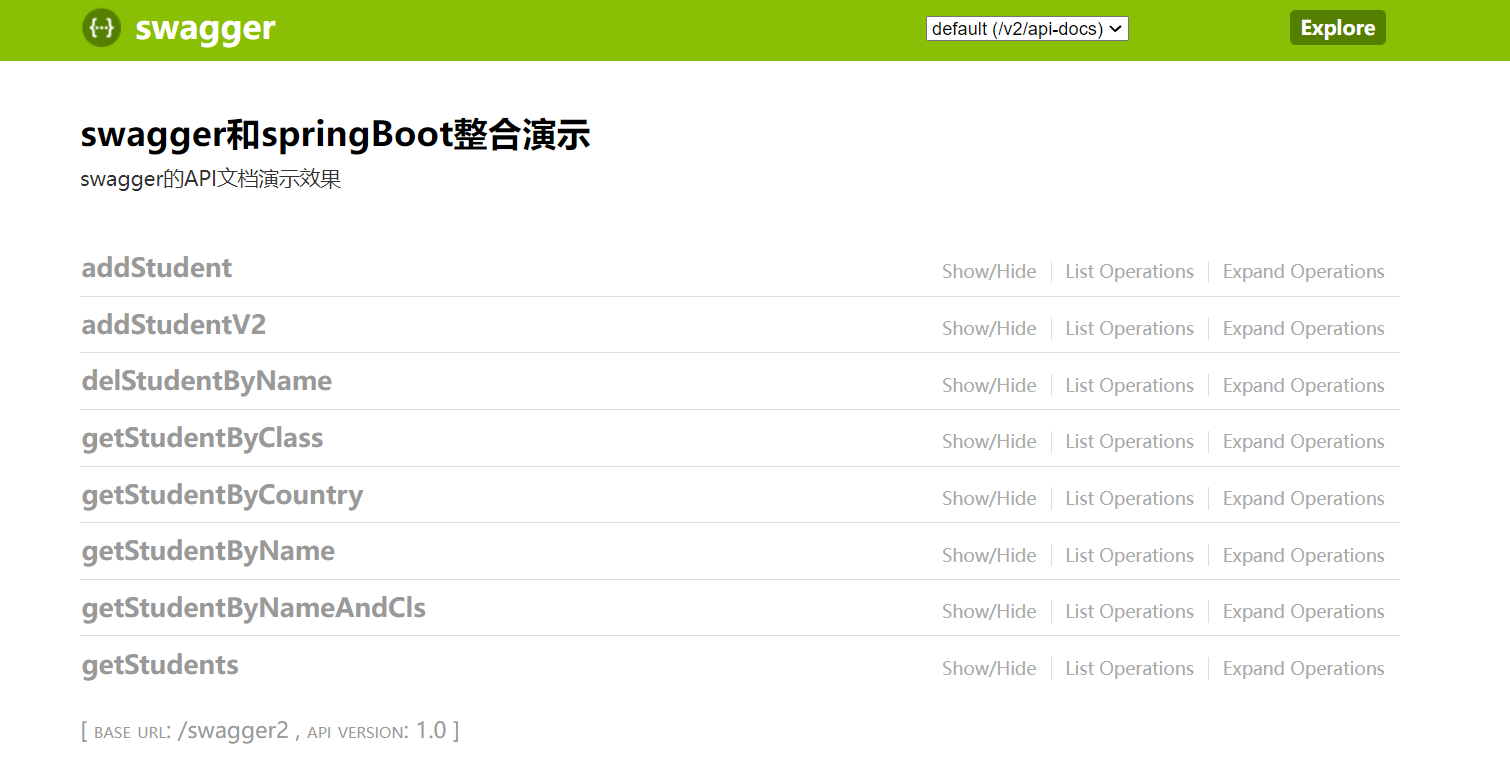 swagger default (/v2/api-docs) Explore
swagger和springBoot整合演示
swagger的API文档演示效果
addStudent Show/Hide List Operations Expand Operations
addStudentV2 Show/Hide List Operations Expand Operations
delStudentByName Show/Hide List Operations Expand Operations
getStudentByClass Show/Hide List Operations Expand Operations
getStudentByCountry Show/Hide List Operations Expand Operations
getStudentByName Show/Hide List Operations Expand Operations
getStudentByNameAndCls Show/Hide List Operations Expand Operations
getStudents Show/Hide List Operations Expand Operations
[ BASE URL: /swagger2 , API VERSION: 1.0 ]